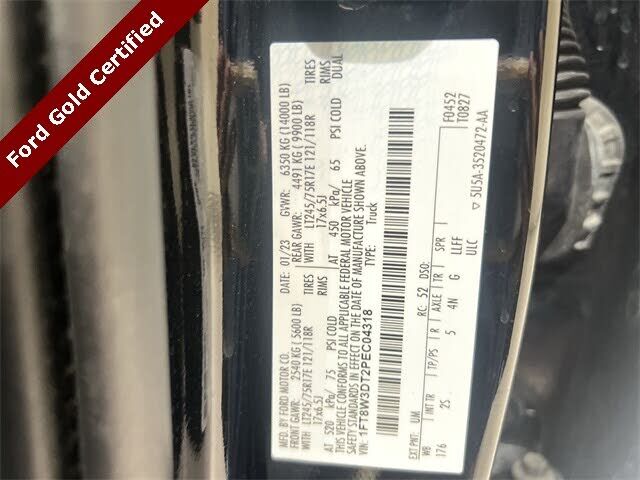 Ford Gold Certified
MFD. BY FORD MOTOR CO.
DATE: 01/23 GVWR: 6350 KG (14000 LB)
FRONT GAWR: 2540 KG (5600 LB) REAR GAWR: 4491 KG (9900 LB)
WITH LT245/75R17E 121/118R TIRES WITH LT245/75R17E 121/118R TIRES
17x6.5J RIMS 17x6.5J RIMS
AT 520 kPa/ 75 PSI COLD AT 450 kPa/ 65 PSI COLD DUAL
THIS VEHICLE CONFORMS TO ALL APPLICABLE FEDERAL MOTOR VEHICLE
SAFETY STANDARDS IN EFFECT ON THE DATE OF MANUFACTURE SHOWN ABOVE.
VIN: 1FT8W3DT2PEC04318 TYPE: Truck
F0452
T0827
EXT PNT: UM RC: 52 DSO:
WB INT TR TP/PS R AXLE TR SPR
176 2S 5 4N G LLFF
ULC
▽ 5U5A-3520472-AA